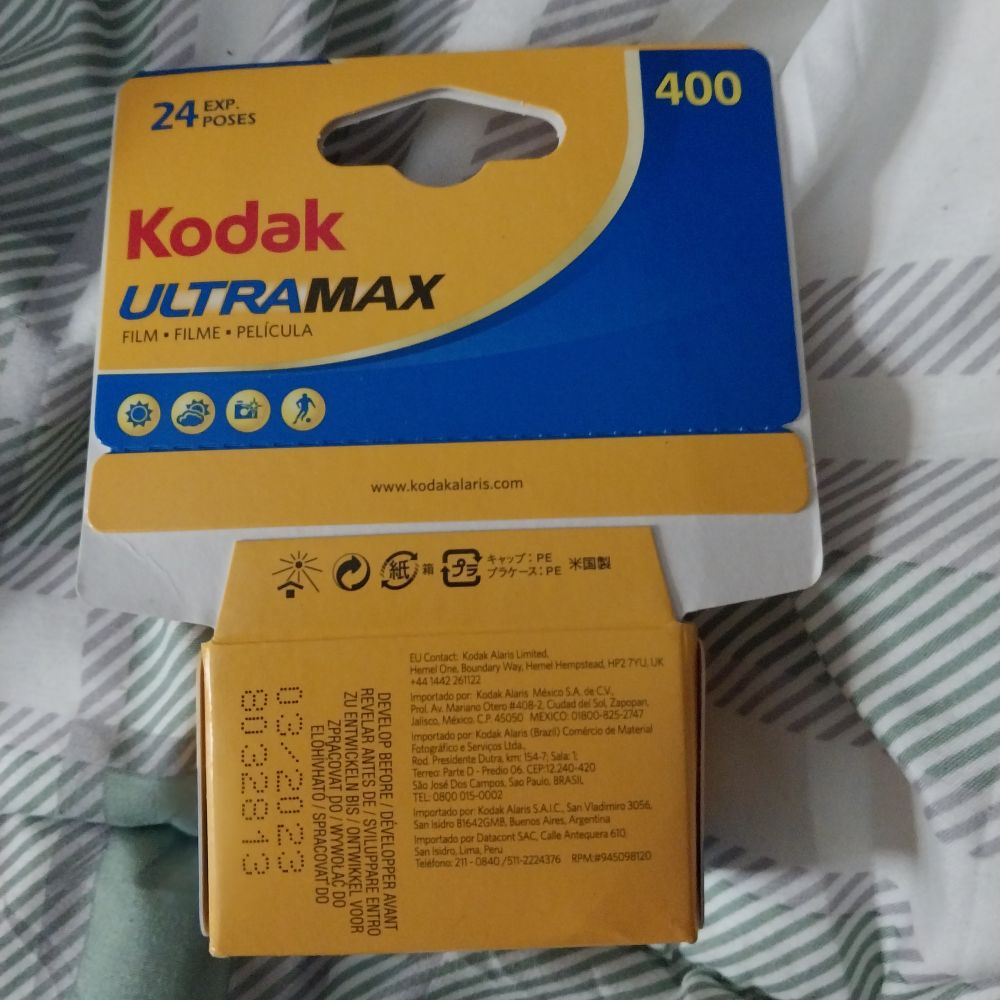 24 EXP.
POSES
400
Kodak
ULTRAMAX
FILM ▪ FILME ▪ PELÍCULA
www.kodakalaris.com
紙 箱 プラ キャップ：PE
プラケース：PE 米国製
EU Contact: Kodak Alaris Limited,
Hemel One, Boundary Way, Hemel Hempstead, HP2 7YU, UK
+44 1442 261122
Importado por: Kodak Alaris México S.A. de C.V.,
Prol. Av. Mariano Otero #408-2, Ciudad del Sol, Zapopan,
Jalisco, México. C.P. 45050 MEXICO: 01800-825-2747
Importado por: Kodak Alaris (Brazil) Comércio de Material
Fotográfico e Serviços Ltda.,
Rod. Presidente Dutra, km: 154-7; Sala: 1;
Terreo: Parte D - Predio 06. CEP:12.240-420
São José Dos Campos, Sao Paulo, BRASIL
TEL: 0800 015-0002
Importado por: Kodak Alaris S.A.I.C., San Vladimiro 3056,
San Isidro B1642GMB, Buenos Aires, Argentina
Importado por Datacont SAC, Calle Antequera 610,
San Isidro, Lima, Peru
Teléfono: 211 - 0840 /511-2224376 RPM:#945098120
DEVELOP BEFORE / DÉVELOPPER AVANT
REVELAR ANTES DE / SVILUPPARE ENTRO
ZU ENTWICKELN BIS / ONTWIKKEL VOOR
ZPRACOVAT DO / WYWOŁAĆ DO
ELŐHÍVHATÓ / SPRACOVAŤ DO
03/2023
8032813